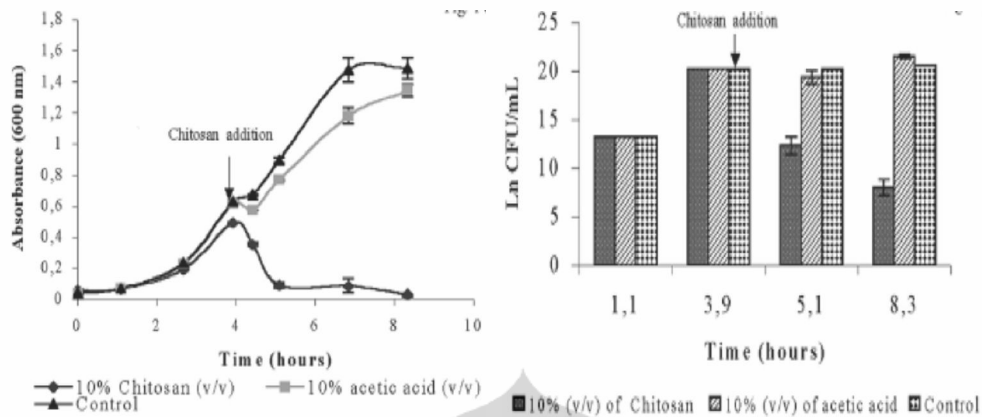 Absorbance (600 nm)
1,8
1,6
1,4
1,2
1
0,8
0,6
0,4
0,2
0
Chitosan addition
0 2 4 6 8 10
Time (hours)
10% Chitosan (v/v) 10% acetic acid (v/v)
Control
Ln CFU/mL
25
20
15
10
5
0
Chitosan addition
1,1 3,9 5,1 8,3
Time (hours)
10% (v/v) of Chitosan 10% (v/v) of acetic acid Control